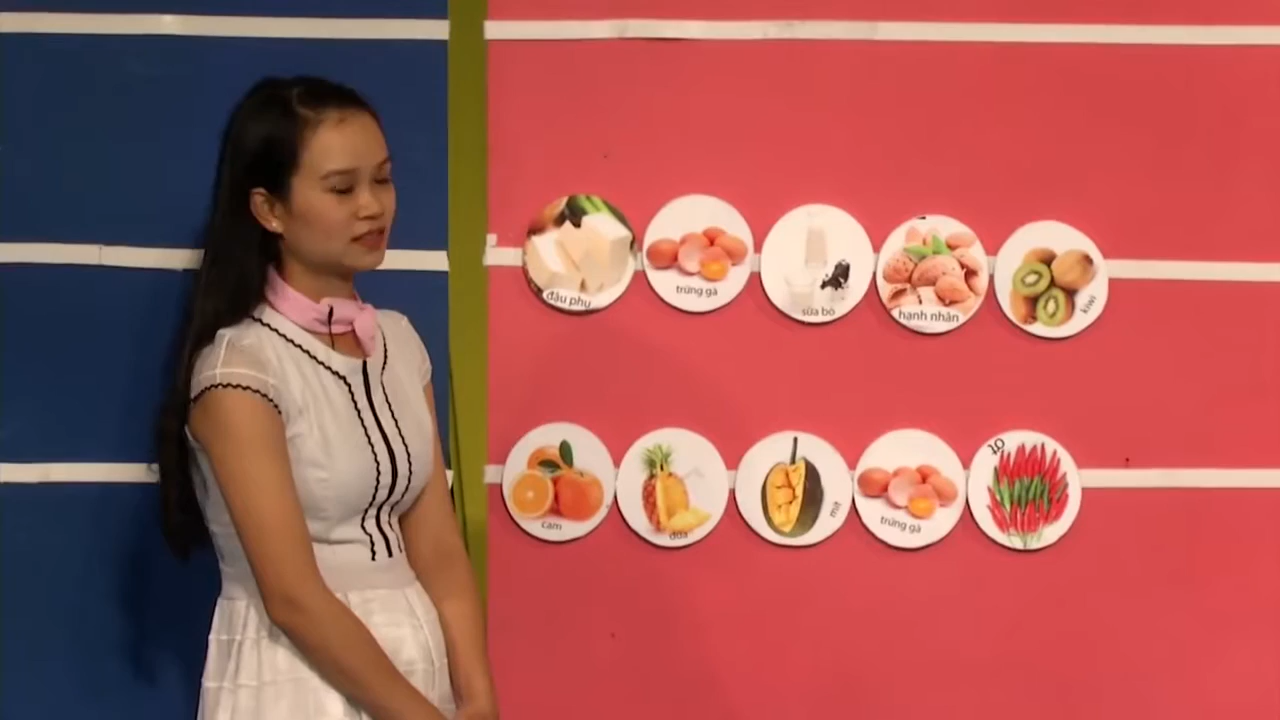 đậu phụ
trứng gà
sữa bò
hạnh nhân
kiwi
cam
dứa
mít
trứng gà
ớt